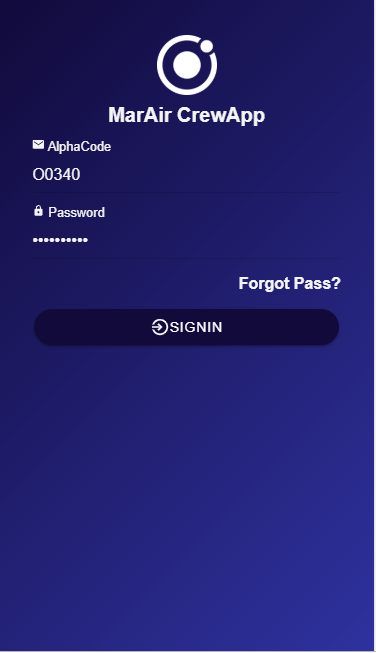 MarAir CrewApp
AlphaCode
O0340
Password
••••••••••
Forgot Pass?
SIGNIN